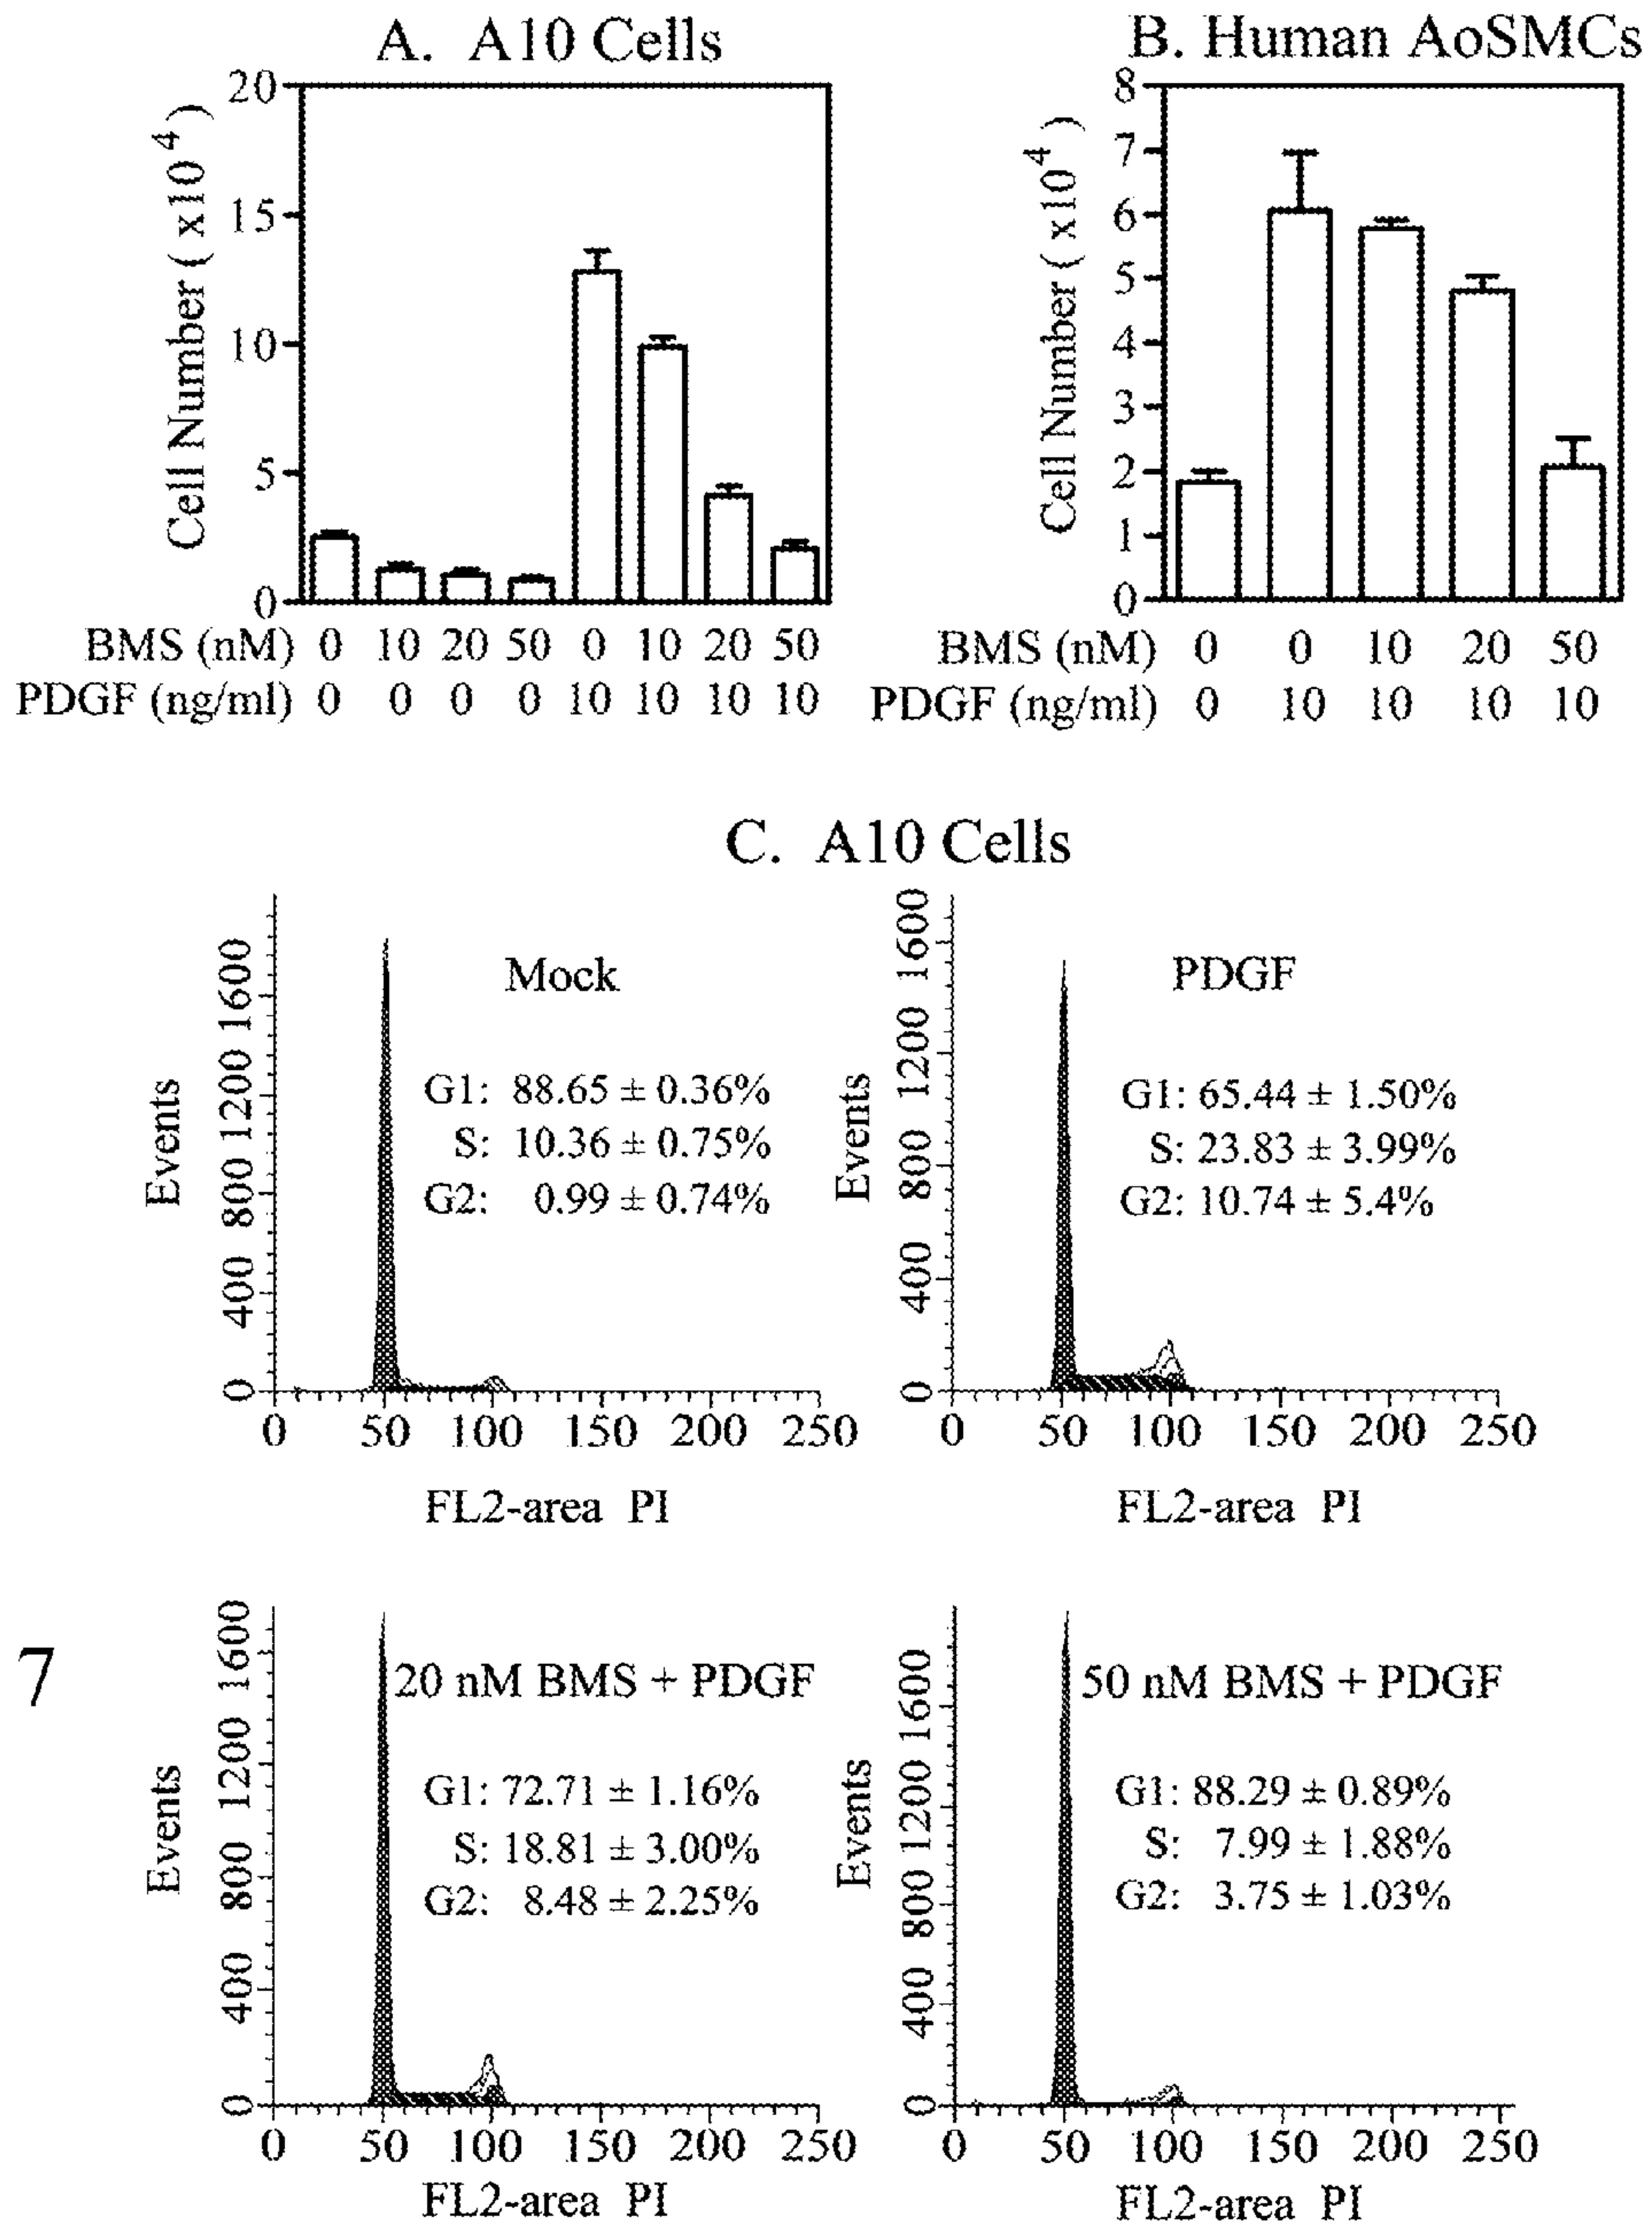 A. A10 Cells
Cell Number ( x10^4 )
20
15
10
5
0
BMS (nM) 0 10 20 50 0 10 20 50
PDGF (ng/ml) 0 0 0 0 10 10 10 10
B. Human AoSMCs
Cell Number ( x10^4 )
8
7
6
5
4
3
2
1
0
BMS (nM) 0 0 10 20 50
PDGF (ng/ml) 0 10 10 10 10
C. A10 Cells
Mock
G1: 88.65 ± 0.36%
S: 10.36 ± 0.75%
G2: 0.99 ± 0.74%
Events
0 400 800 1200 1600
0 50 100 150 200 250
FL2-area PI
PDGF
G1: 65.44 ± 1.50%
S: 23.83 ± 3.99%
G2: 10.74 ± 5.4%
Events
0 400 800 1200 1600
0 50 100 150 200 250
FL2-area PI
7
20 nM BMS + PDGF
G1: 72.71 ± 1.16%
S: 18.81 ± 3.00%
G2: 8.48 ± 2.25%
Events
0 400 800 1200 1600
0 50 100 150 200 250
FL2-area PI
50 nM BMS + PDGF
G1: 88.29 ± 0.89%
S: 7.99 ± 1.88%
G2: 3.75 ± 1.03%
Events
0 400 800 1200 1600
0 50 100 150 200 250
FL2-area PI